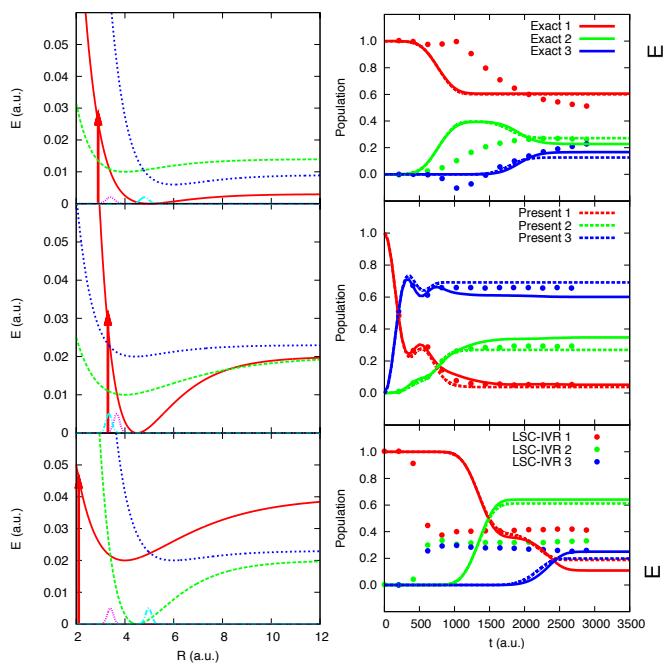 0.05
0.04
0.03
0.02
0.01
0
E (a.u.)
0.05
0.04
0.03
0.02
0.01
0
E (a.u.)
0.05
0.04
0.03
0.02
0.01
0
E (a.u.)
2 4 6 8 10 12
R (a.u.)
Exact 1
Exact 2
Exact 3
1.0
0.8
0.6
0.4
0.2
0.0
Population
Present 1
Present 2
Present 3
1.0
0.8
0.6
0.4
0.2
0.0
Population
LSC-IVR 1
LSC-IVR 2
LSC-IVR 3
1.0
0.8
0.6
0.4
0.2
0.0
Population
0 500 1000 1500 2000 2500 3000 3500
t (a.u.)
E
E